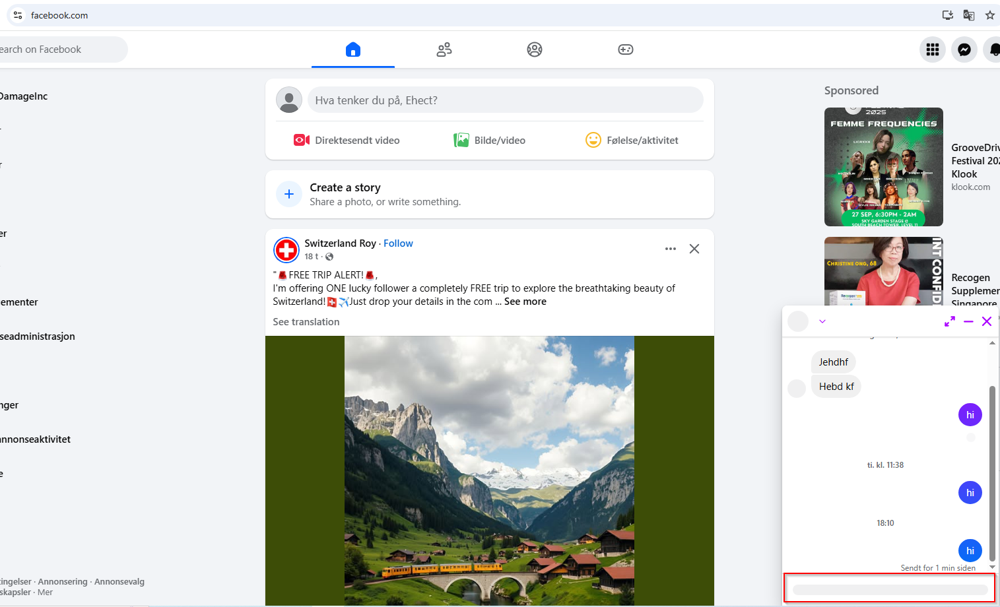 facebook.com
earch on Facebook
DamageInc
r
er
ementer
seadministrasjon
nger
annonseaktivitet
e
ingelser · Annonsering · Annonsevalg
skapsler · Mer
Hva tenker du på, Ehect?
Direktesendt video
Bilde/video
Følelse/aktivitet
Create a story
Share a photo, or write something.
Switzerland Roy · Follow
18 t ·
"FREE TRIP ALERT!,
I'm offering ONE lucky follower a completely FREE trip to explore the breathtaking beauty of
Switzerland!🇨🇭✈️Just drop your details in the com ... See more
See translation
Sponsored
2025
FEMME FREQUENCIES
27 SEP, 6:30PM - 2AM
SKY GARDEN STAGE @
SOUTH BEACH TOWER, LEVEL 11
GrooveDriv
Festival 202
Klook
klook.com
CHRISTINE ONG, 68
INTCONFID
Recogen
Recogen
Supplemen
Singapore
Jehdhf
Hebd kf
hi
ti. kl. 11:38
hi
18:10
hi
Sendt for 1 min siden